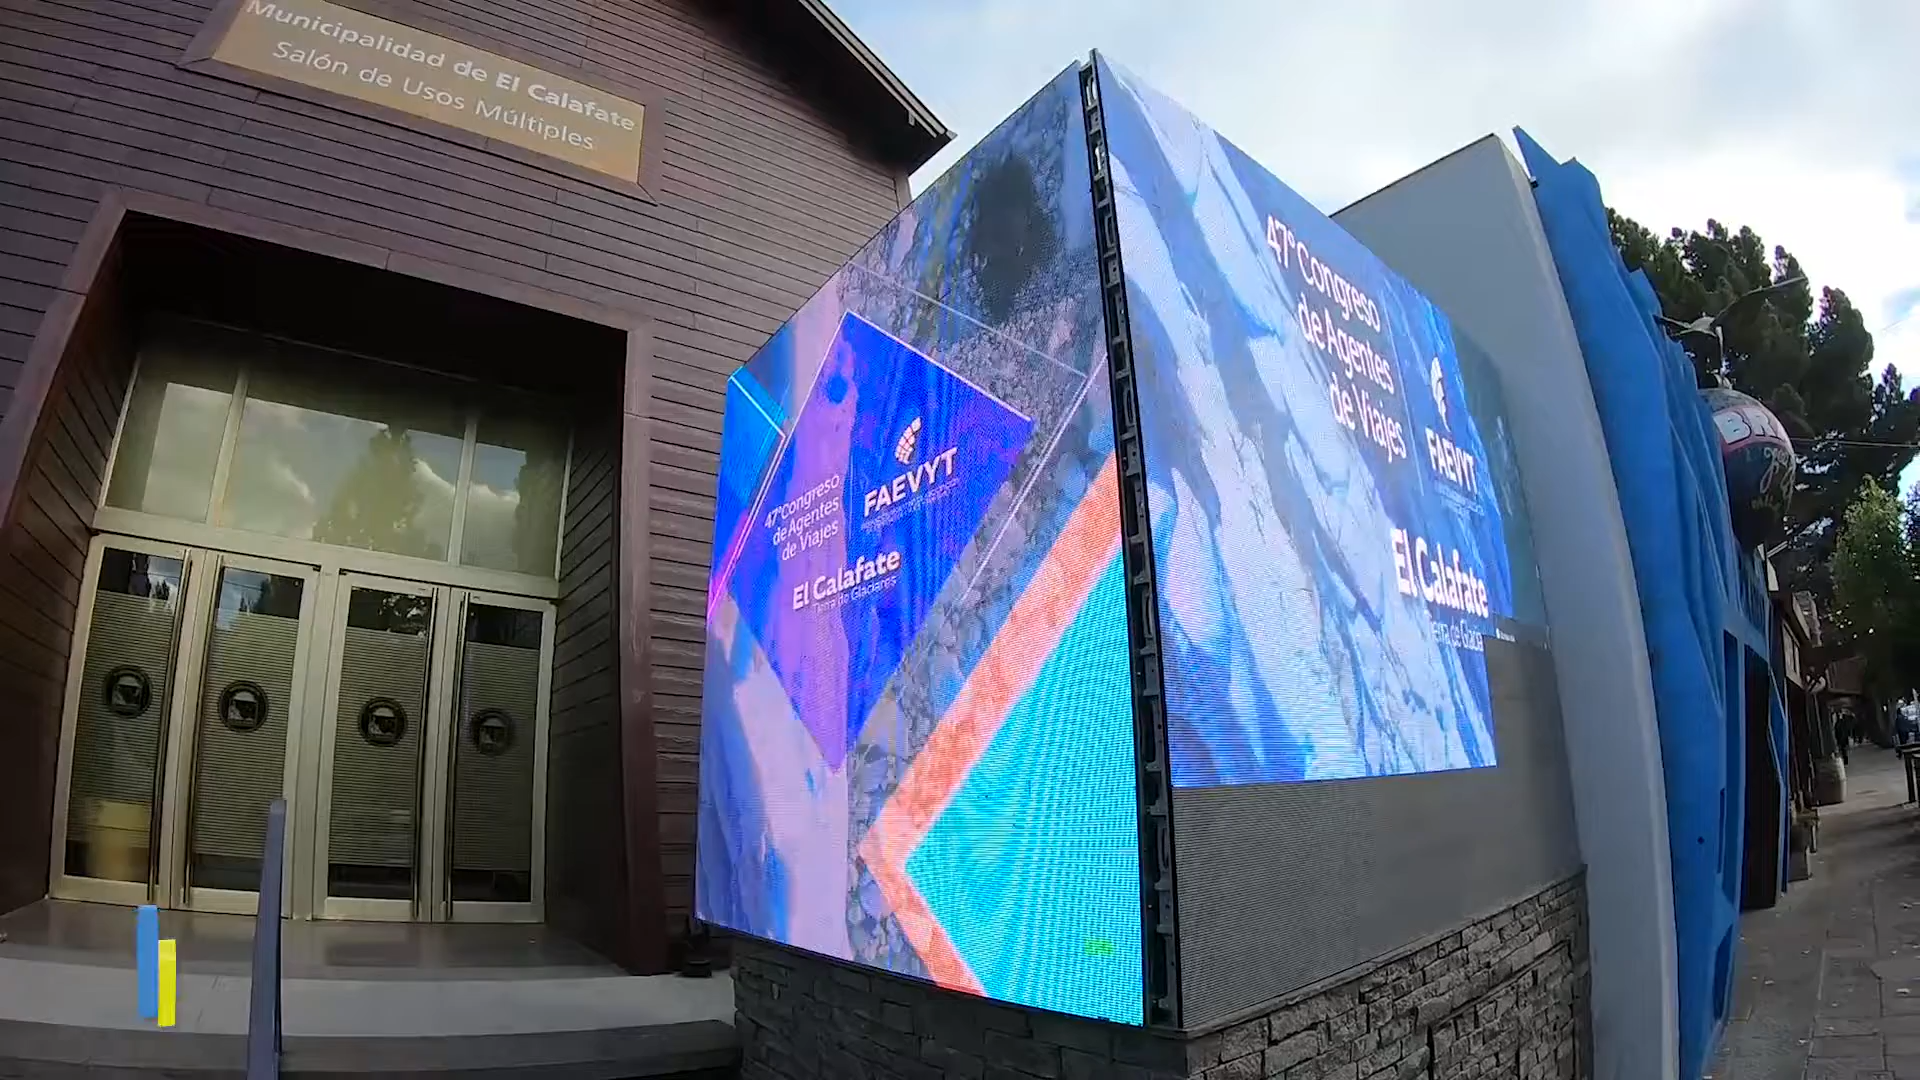 Municipalidad de El Calafate
Salón de Usos Múltiples
47° Congreso
de Agentes
de Viajes
FAEVYT
El Calafate
Tierra de Glaciares
47° Congreso
de Agentes
de Viajes
FAEVYT
El Calafate